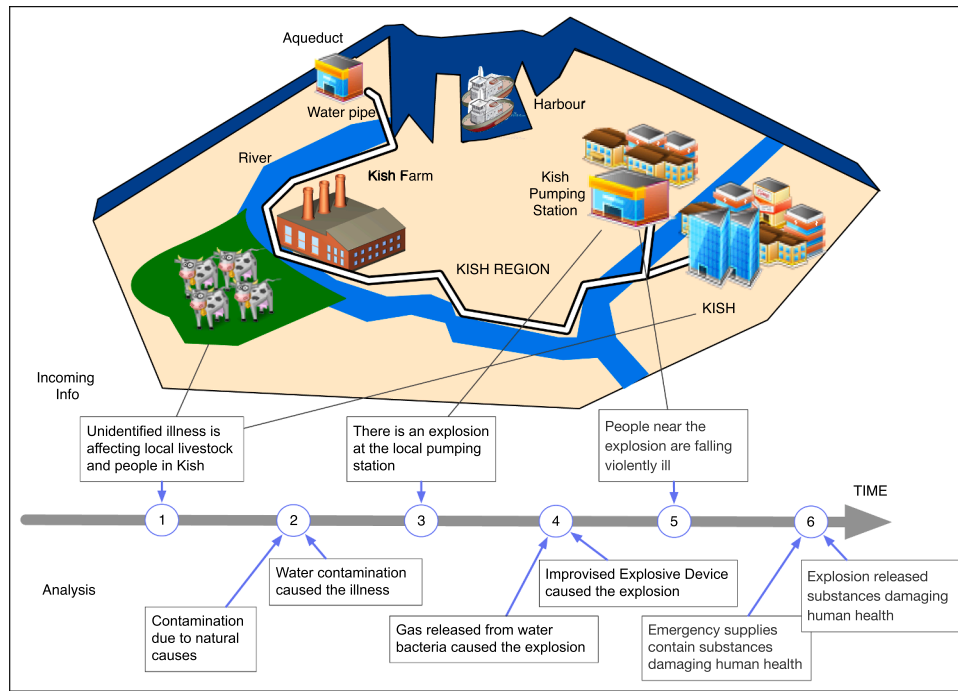 Aqueduct
Water pipe
Harbour
River
Kish Farm
Kish
Pumping
Station
KISH REGION
KISH
Incoming
Info
Unidentified illness is
affecting local livestock
and people in Kish
There is an explosion
at the local pumping
station
People near the
explosion are falling
violently ill
TIME
1
2
3
4
5
6
Analysis
Water contamination
caused the illness
Contamination
due to natural
causes
Improvised Explosive Device
caused the explosion
Gas released from water
bacteria caused the explosion
Explosion released
substances damaging
human health
Emergency supplies
contain substances
damaging human health